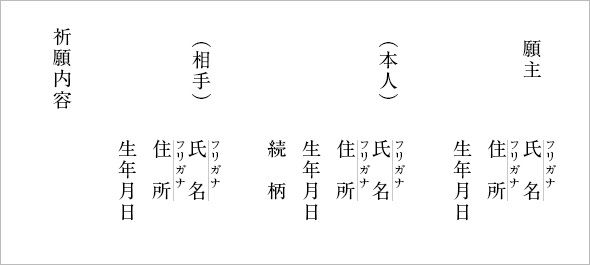 願主
フリガナ
氏名
フリガナ
住所
生年月日
（本人）
フリガナ
氏名
フリガナ
住所
生年月日
続柄
（相手）
フリガナ
氏名
フリガナ
住所
生年月日
祈願内容